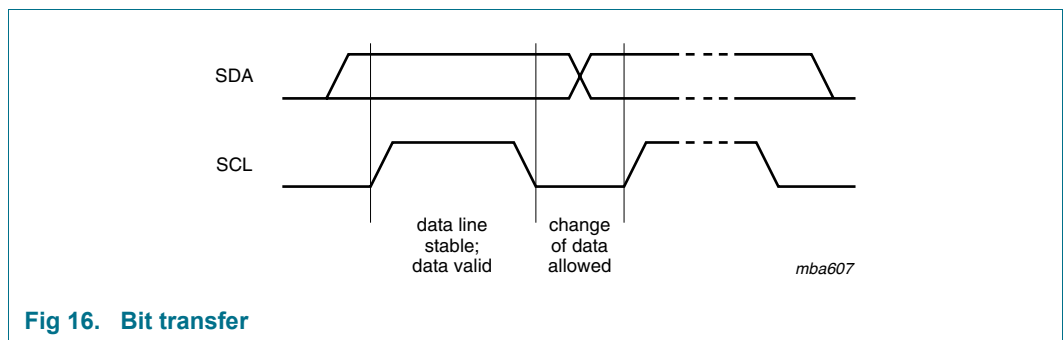 SDA
SCL
data line
stable;
data valid
change
of data
allowed
mba607
Fig 16. Bit transfer